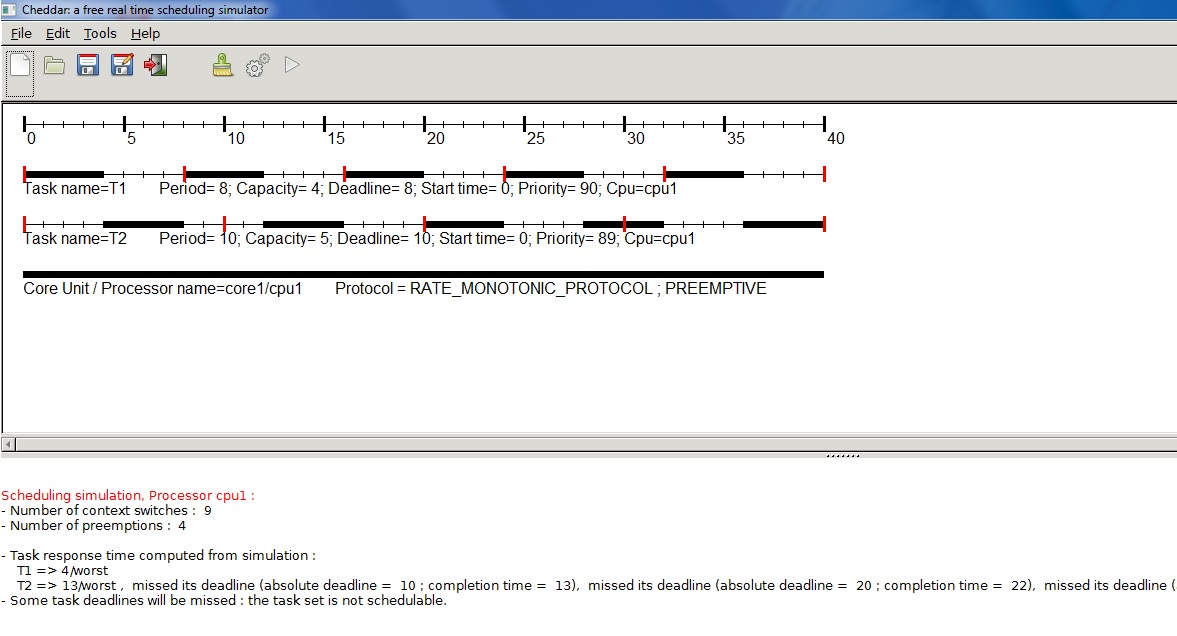 Cheddar: a free real time scheduling simulator
File Edit Tools Help
0 5 10 15 20 25 30 35 40
Task name=T1 Period= 8; Capacity= 4; Deadline= 8; Start time= 0; Priority= 90; Cpu=cpu1
Task name=T2 Period= 10; Capacity= 5; Deadline= 10; Start time= 0; Priority= 89; Cpu=cpu1
Core Unit / Processor name=core1/cpu1 Protocol = RATE_MONOTONIC_PROTOCOL ; PREEMPTIVE
Scheduling simulation, Processor cpu1 :
- Number of context switches : 9
- Number of preemptions : 4
- Task response time computed from simulation :
T1 => 4/worst
T2 => 13/worst , missed its deadline (absolute deadline = 10 ; completion time = 13), missed its deadline (absolute deadline = 20 ; completion time = 22), missed its deadline (
- Some task deadlines will be missed : the task set is not schedulable.